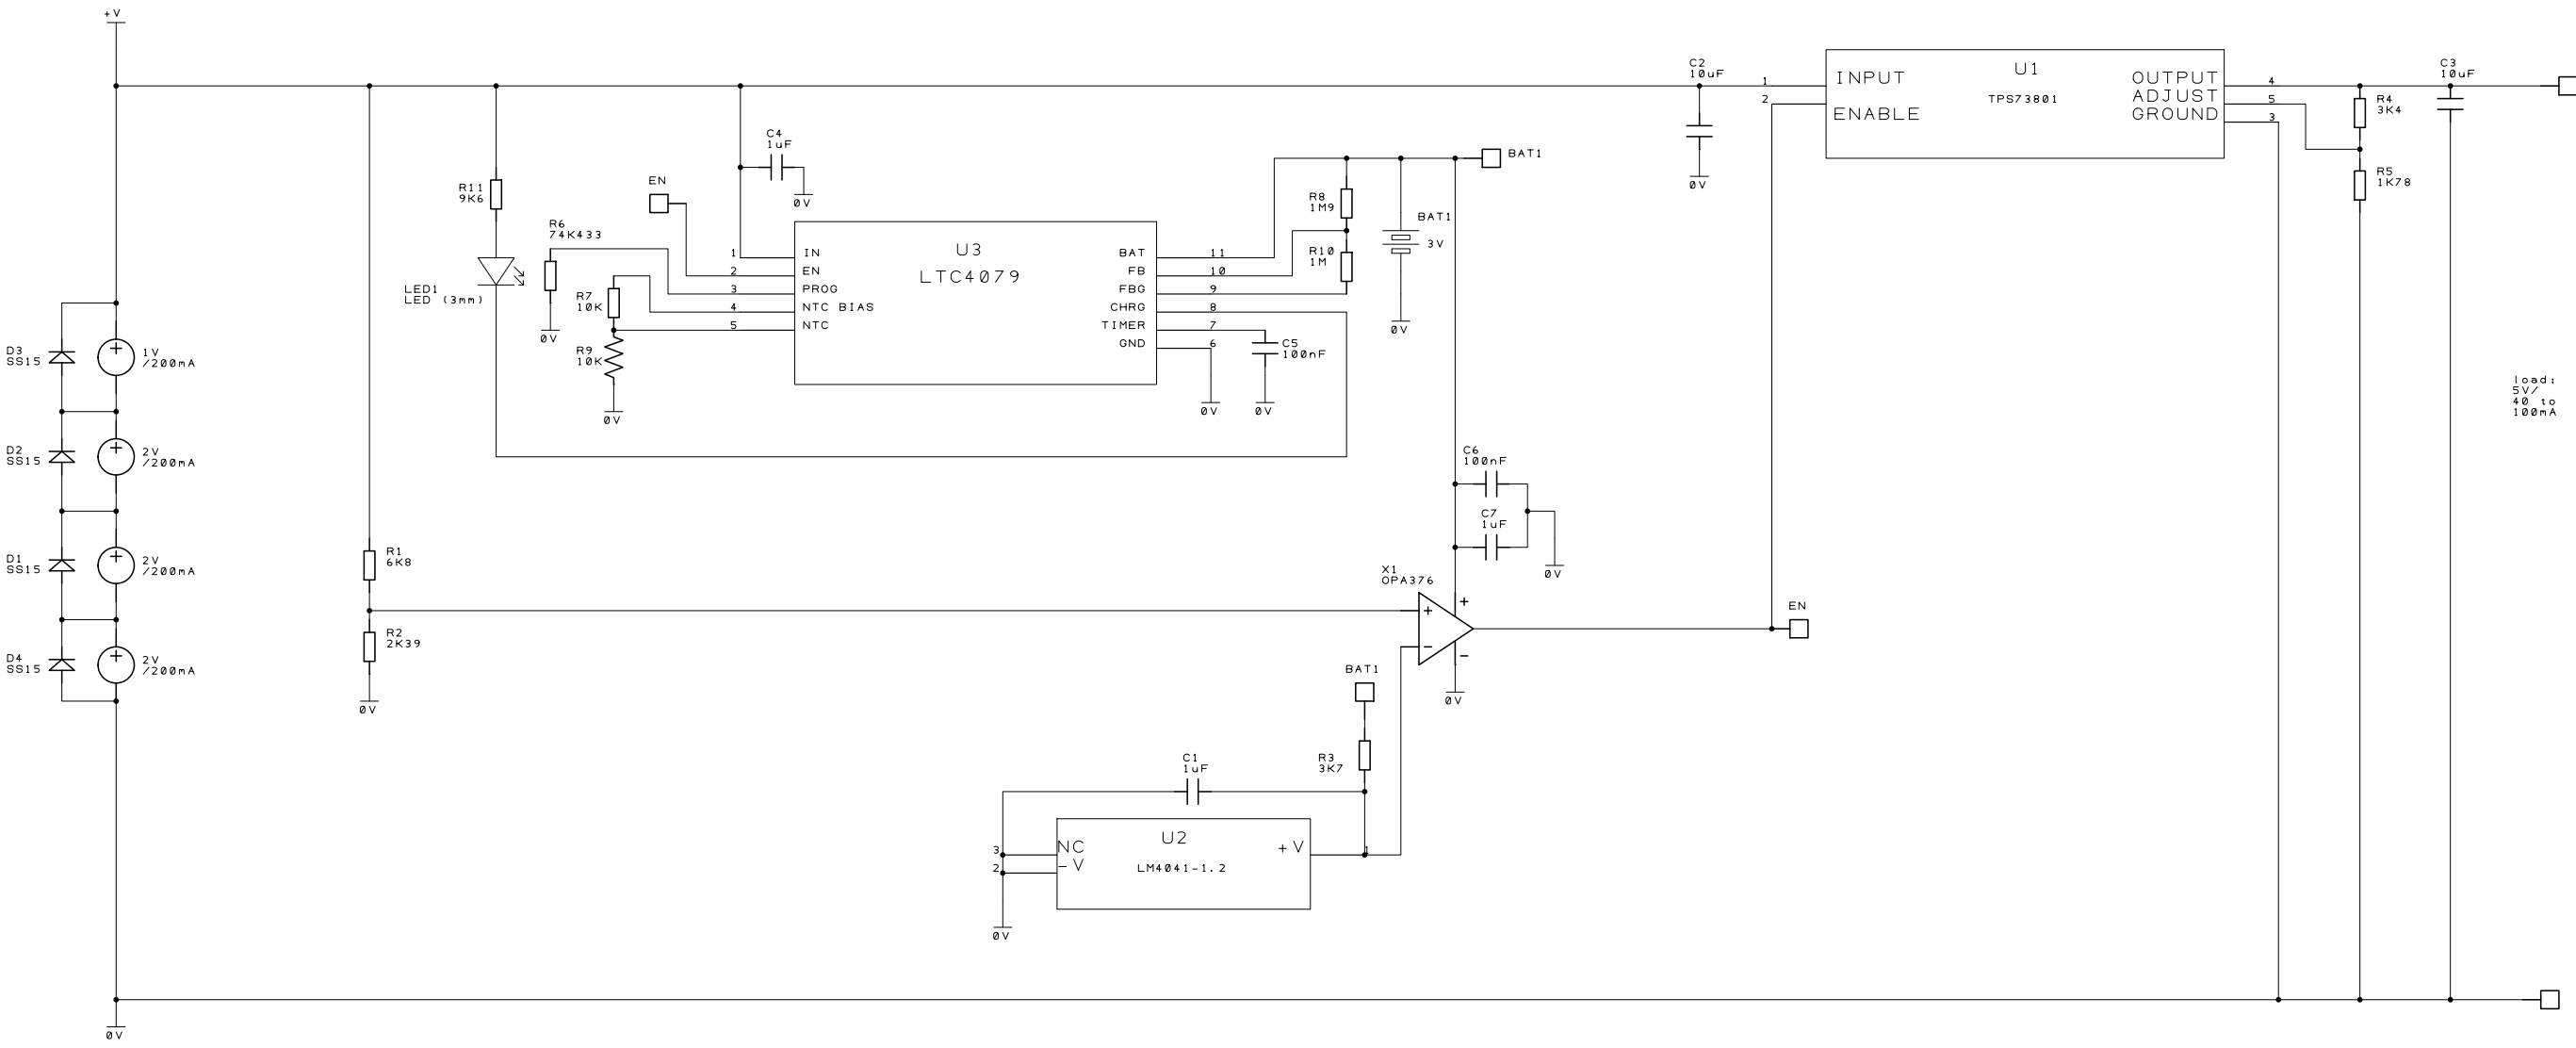 +V
R11
9K6
LED1
LED (3mm)
EN
R6
74K433
R7
10K
R9
10K
0V
0V
C4
1uF
0V
U3
LTC4079
1
2
3
4
5
IN
EN
PROG
NTC BIAS
NTC
BAT
FB
FBG
CHRG
TIMER
GND
11
10
9
8
7
6
C5
100nF
0V
0V
R8
1M9
R10
1M
BAT1
BAT1
3V
0V
C2
10uF
0V
1
2
INPUT
ENABLE
U1
TPS73801
OUTPUT
ADJUST
GROUND
4
5
3
R4
3K4
R5
1K78
C3
10uF
load:
5V/
40 to
100mA
D3
SS15
1V
/200mA
D2
SS15
2V
/200mA
D1
SS15
2V
/200mA
D4
SS15
2V
/200mA
R1
6K8
R2
2K39
0V
C6
100nF
C7
1uF
0V
X1
OPA376
+
+
−
−
0V
EN
BAT1
R3
3K7
C1
1uF
U2
LM4041-1.2
NC
-V
+V
3
2
1
0V
0V